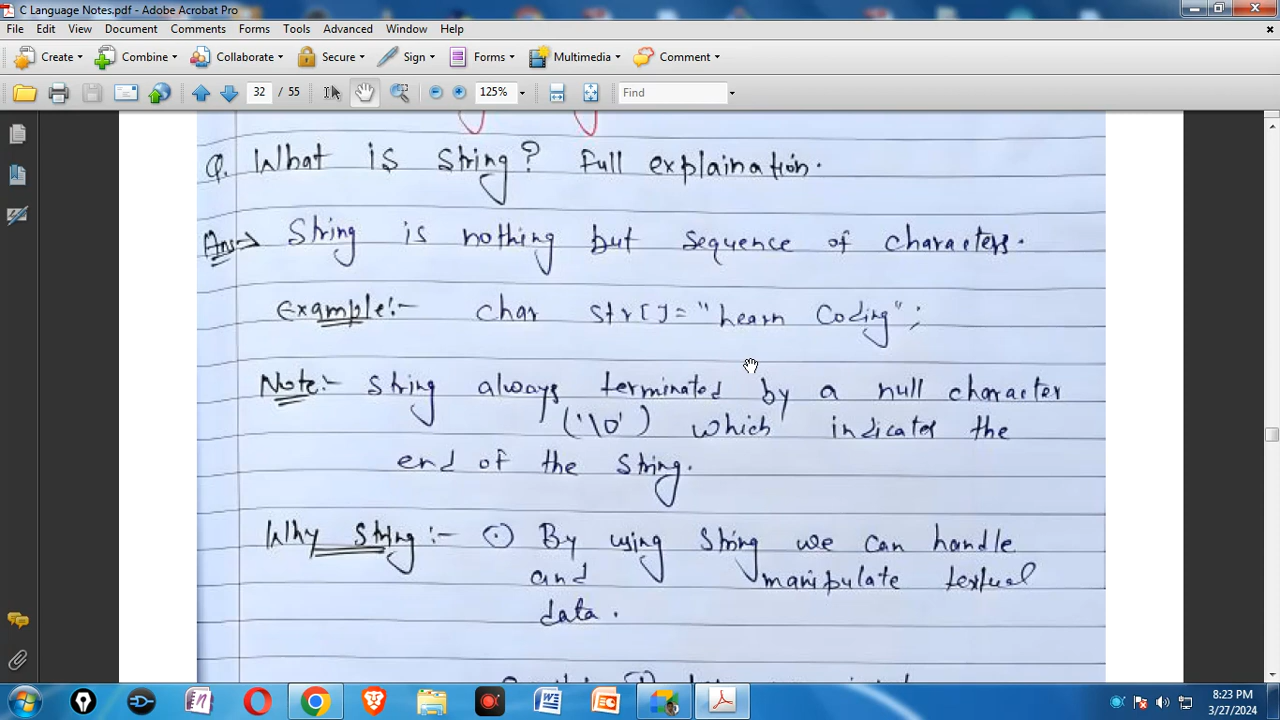 C Language Notes.pdf - Adobe Acrobat Pro
File Edit View Document Comments Forms Tools Advanced Window Help
Create Combine Collaborate Secure Sign Forms Multimedia Comment
32 / 55 125% Find
Q. What is String? Full explaination.
Ans→ String is nothing but sequence of characters.
Example:- char str[]= "Learn Coding";
Note:- String always terminated by a null character
('\0') which indicates the
end of the string.
Why String:- By using String we can handle
and manipulate textual
data.
8:23 PM
3/27/2024